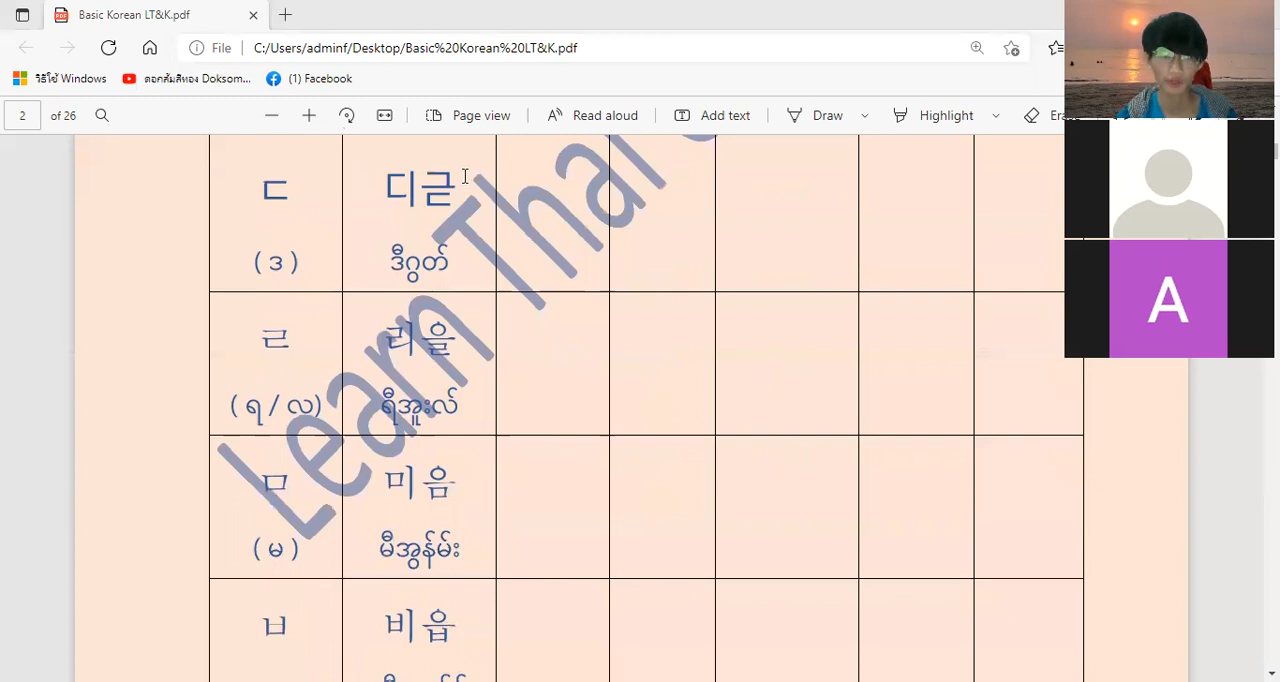 Basic Korean LT&K.pdf
File C:/Users/adminf/Desktop/Basic%20Korean%20LT&K.pdf
วิธีใช้ Windows ดอกส้มสีทอง Doksom... (1) Facebook
2 of 26 Page view Read aloud Add text Draw Highlight
ㄷ 디귿
( ဒ ) ဒီဂွတ်
ㄹ 리을
( ရ / လ) ရီအူးလ်
ㅁ 미음
( မ ) မီအွန်မ်း
ㅂ 비읍
Learn Tha
A